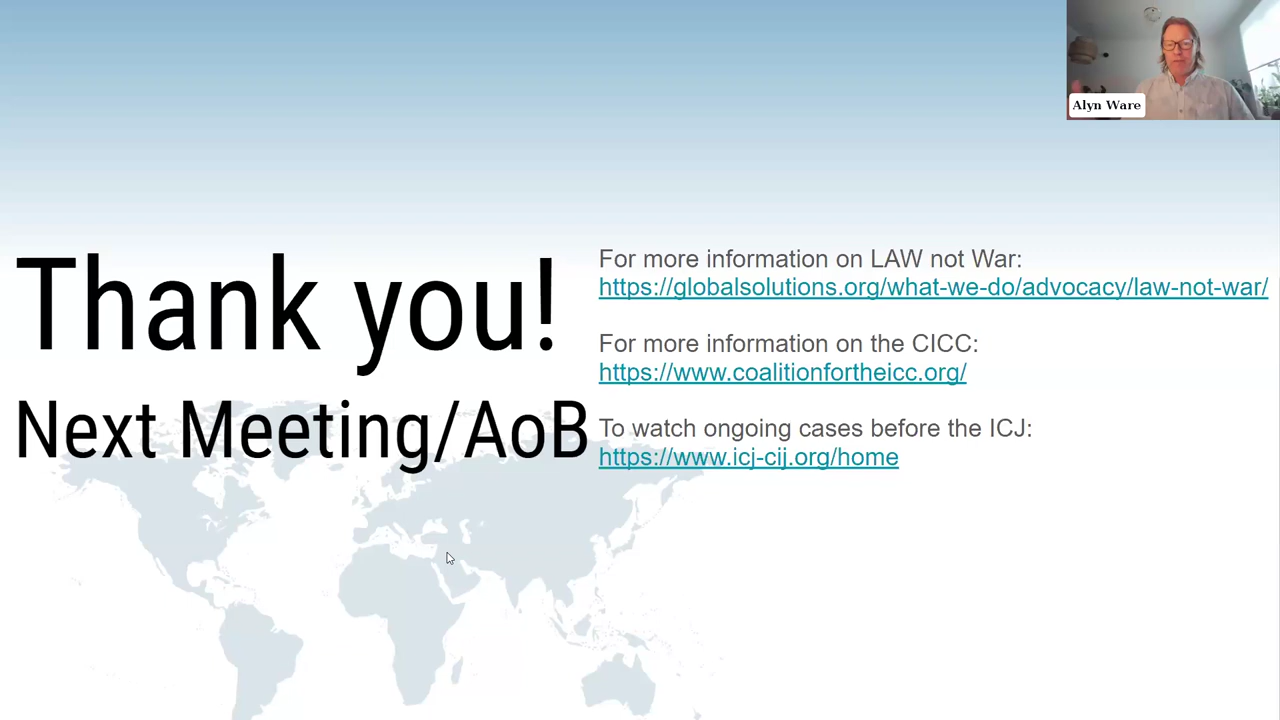 Alyn Ware
Thank you!
Next Meeting/AoB
For more information on LAW not War:
https://globalsolutions.org/what-we-do/advocacy/law-not-war/
For more information on the CICC:
https://www.coalitionfortheicc.org/
To watch ongoing cases before the ICJ:
https://www.icj-cij.org/home